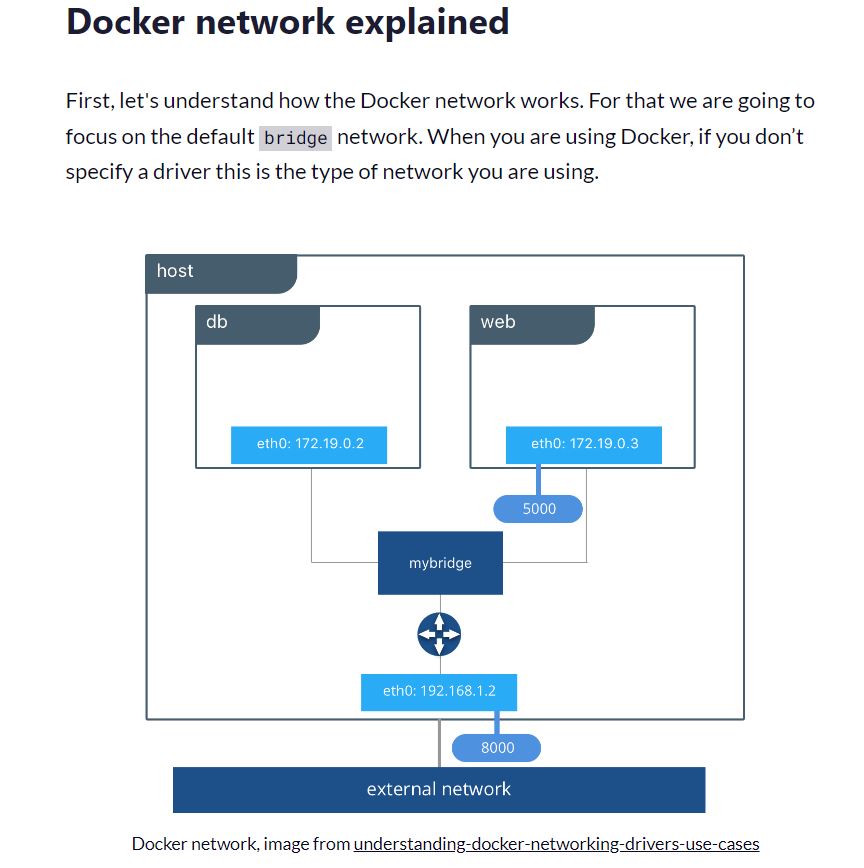 Docker network explained
First, let's understand how the Docker network works. For that we are going to
focus on the default bridge network. When you are using Docker, if you don’t
specify a driver this is the type of network you are using.
host
db
web
eth0: 172.19.0.2
eth0: 172.19.0.3
5000
mybridge
eth0: 192.168.1.2
8000
external network
Docker network, image from understanding-docker-networking-drivers-use-cases